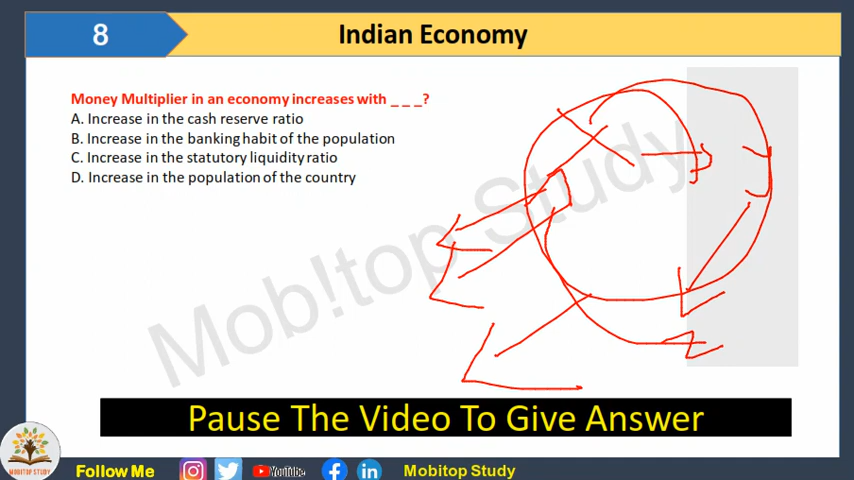 8
Indian Economy
Money Multiplier in an economy increases with _ _ _?
A. Increase in the cash reserve ratio
B. Increase in the banking habit of the population
C. Increase in the statutory liquidity ratio
D. Increase in the population of the country
Mob!top Study
Pause The Video To Give Answer
MOBITOP STUDY
Follow Me
YouTube
Mobitop Study